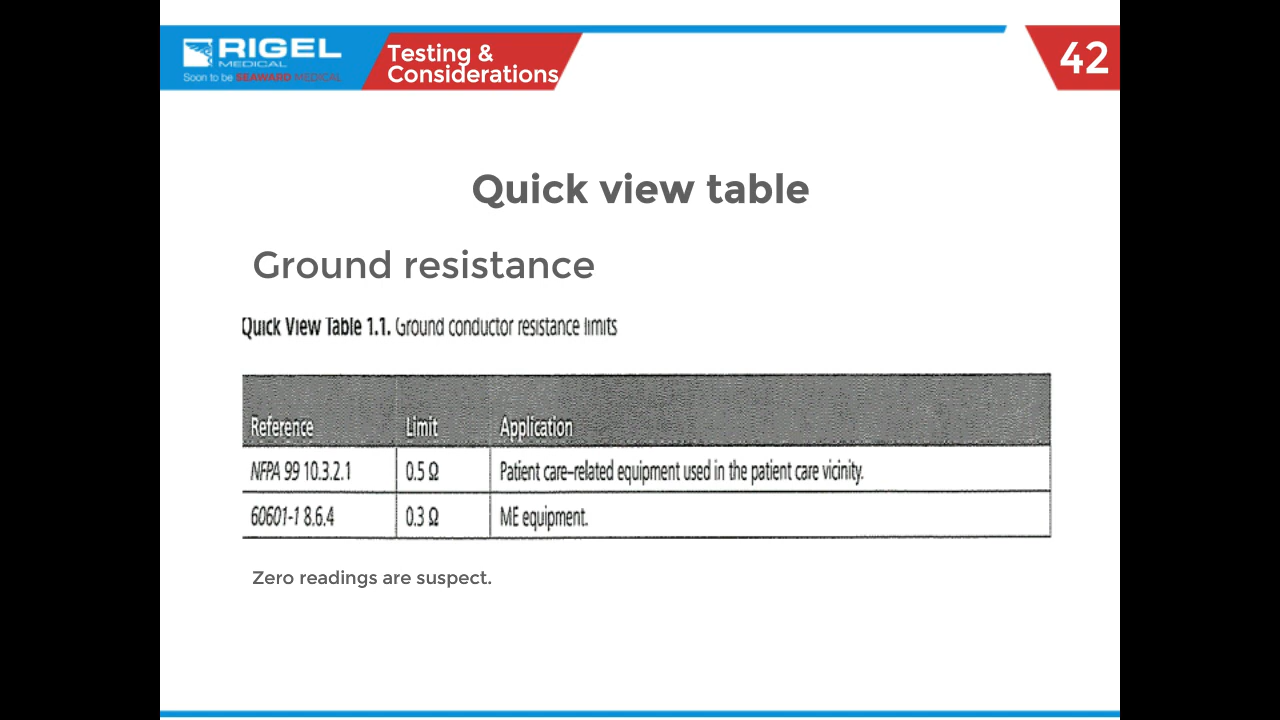 RIGEL
MEDICAL
Soon to be SEAWARD MEDICAL
Testing &
Considerations
42
Quick view table
Ground resistance
Quick View Table 1.1. Ground conductor resistance limits
Reference Limit Application
NFPA 99 10.3.2.1 0.5 Ω Patient care–related equipment used in the patient care vicinity.
60601-1 8.6.4 0.3 Ω ME equipment.
Zero readings are suspect.